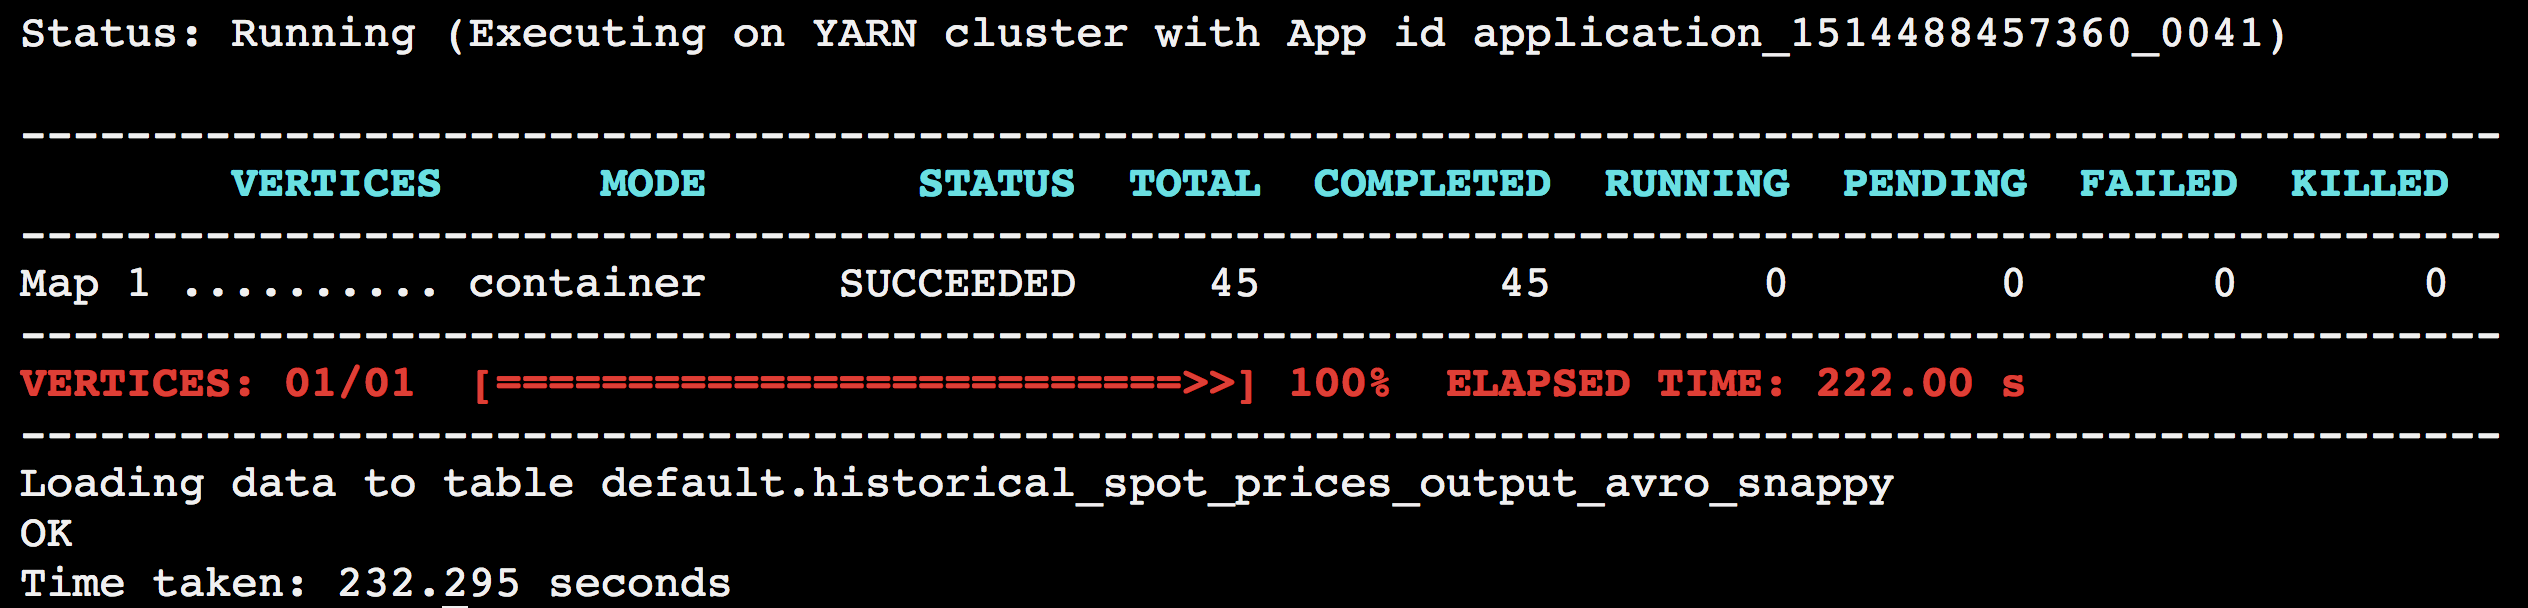 Status: Running (Executing on YARN cluster with App id application_1514488457360_0041)
----------------------------------------------------------------------------------------------
        VERTICES      MODE        STATUS  TOTAL  COMPLETED  RUNNING  PENDING  FAILED  KILLED
----------------------------------------------------------------------------------------------
Map 1 .......... container     SUCCEEDED     45         45        0        0       0       0
----------------------------------------------------------------------------------------------
VERTICES: 01/01  [==========================>>] 100%  ELAPSED TIME: 222.00 s
----------------------------------------------------------------------------------------------
Loading data to table default.historical_spot_prices_output_avro_snappy
OK
Time taken: 232.295 seconds